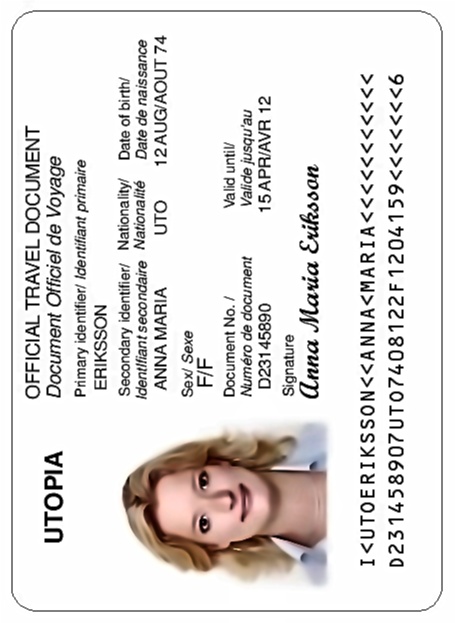 UTOPIA
OFFICIAL TRAVEL DOCUMENT
Document Officiel de Voyage
Primary identifier/ Identifiant primaire
ERIKSSON
Secondary identifier/ Nationality/ Date of birth/
Identifiant secondaire Nationalité Date de naissance
ANNA MARIA UTO 12 AUG/AOUT 74
Sex/ Sexe
F/F
Document No. / Valid until/
Numéro de document Valide jusqu'au
D23145890 15 APR/AVR 12
Signature
Anna Maria Eriksson
I<UTOERIKSSON<<ANNA<MARIA<<<<<<<<<<<
D231458907UTO7408122F1204159<<<<<<<6